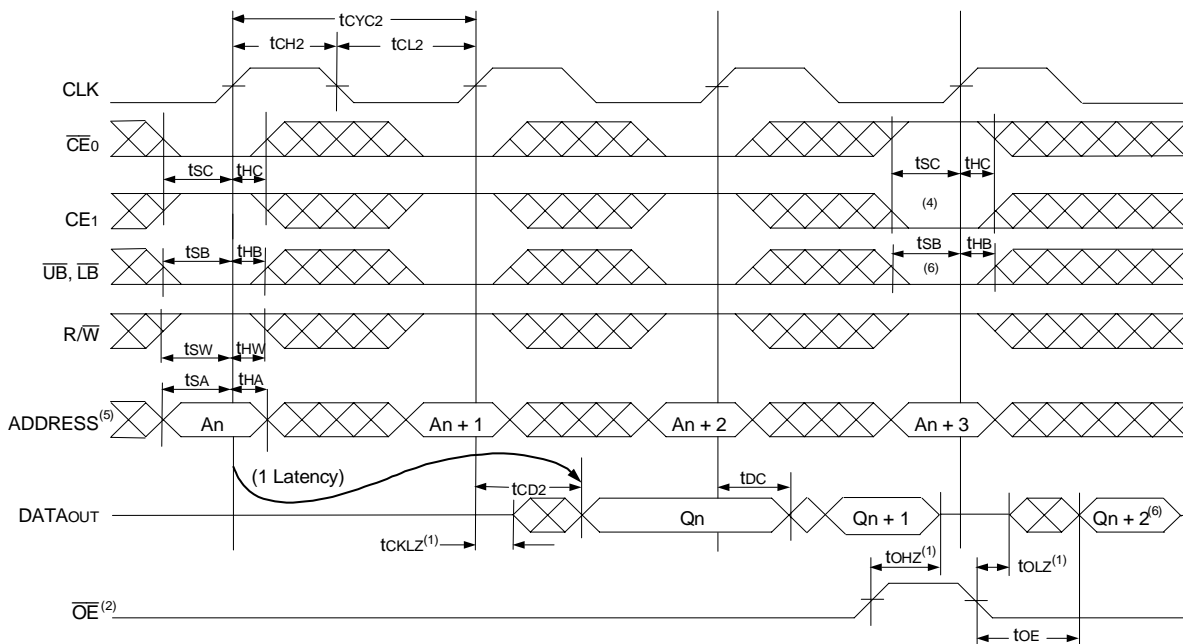 tCYC2
tCH2 tCL2
CLK
CE0
tSC tHC tSC tHC
CE1 (4)
tSB tHB tSB tHB
UB, LB (6)
R/W
tSW tHW
tSA tHA
ADDRESS(5) An An + 1 An + 2 An + 3
(1 Latency) tCD2 tDC
DATAOUT Qn Qn + 1 Qn + 2(6)
tCKLZ(1) tOHZ(1) tOLZ(1)
OE(2)
tOE